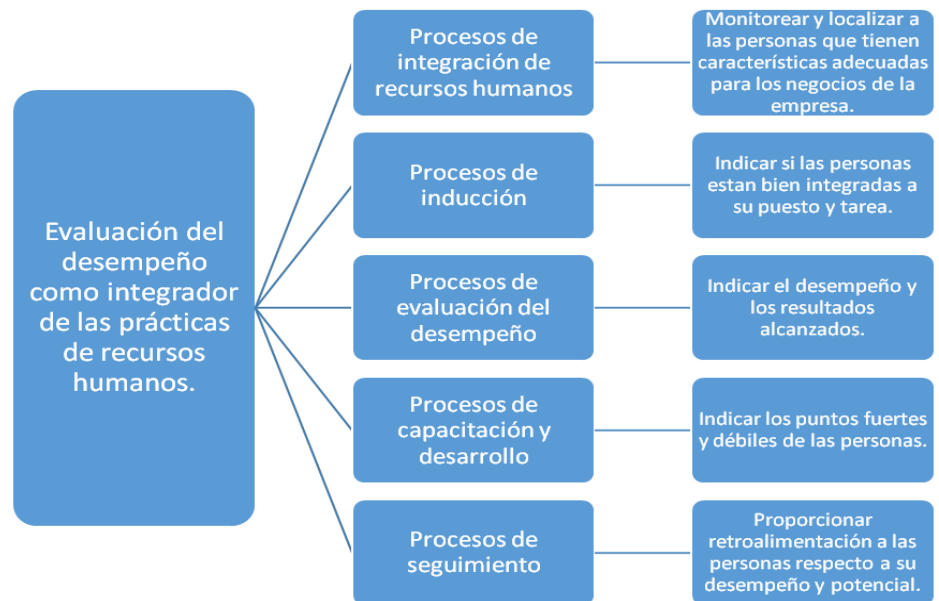 Evaluación del
desempeño
como integrador
de las prácticas
de recursos
humanos.
Procesos de
integración de
recursos humanos
Monitorear y localizar a
las personas que tienen
características adecuadas
para los negocios de la
empresa.
Procesos de
inducción
Indicar si las personas
estan bien integradas a
su puesto y tarea.
Procesos de
evaluación del
desempeño
Indicar el desempeño y
los resultados
alcanzados.
Procesos de
capacitación y
desarrollo
Indicar los puntos fuertes
y débiles de las personas.
Procesos de
seguimiento
Proporcionar
retroalimentación a las
personas respecto a su
desempeño y potencial.